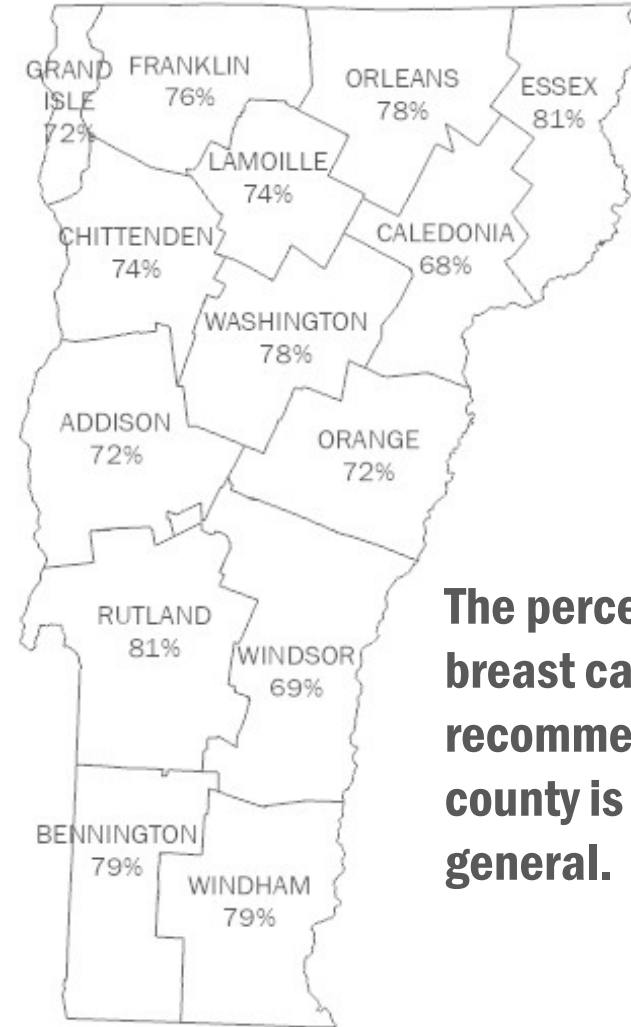 GRAND
ISLE
72%
FRANKLIN
76%
ORLEANS
78%
ESSEX
81%
LAMOILLE
74%
CHITTENDEN
74%
CALEDONIA
68%
WASHINGTON
78%
ADDISON
72%
ORANGE
72%
RUTLAND
81%
WINDSOR
69%
BENNINGTON
79%
WINDHAM
79%
The perce
breast ca
recomme
county is
general.